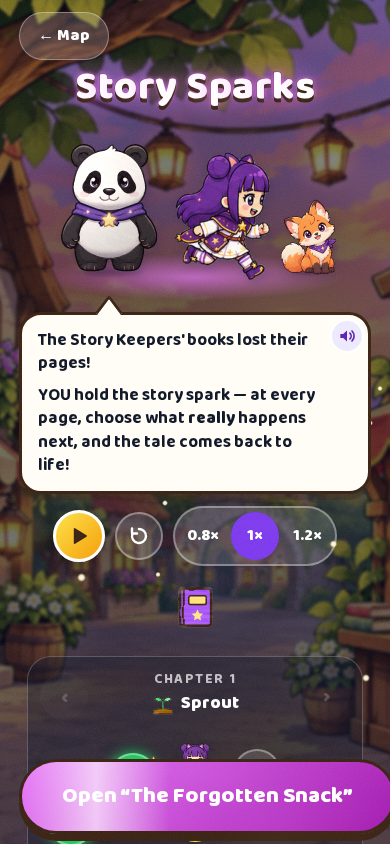 ← Map
Story Sparks
The Story Keepers' books lost their
pages!
YOU hold the story spark — at every
page, choose what really happens
next, and the tale comes back to
life!
0.8× 1× 1.2×
CHAPTER 1
‹ 🌱 Sprout ›
Open “The Forgotten Snack”